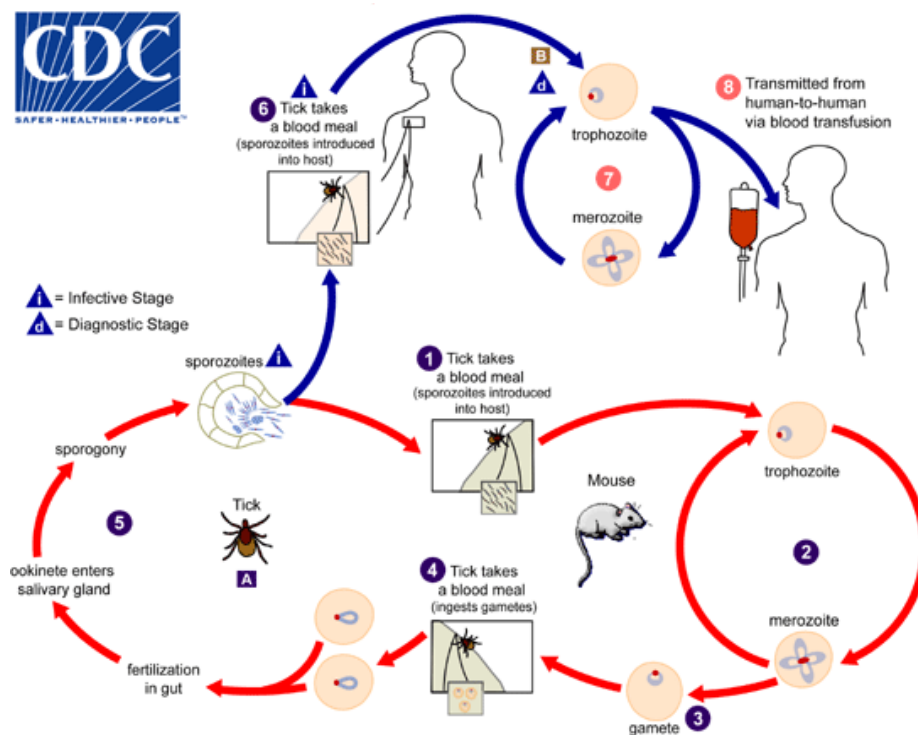 CDC
SAFER • HEALTHIER • PEOPLE™
i
6 Tick takes
a blood meal
(sporozoites introduced
into host)
B
d
trophozoite
7
merozoite
8 Transmitted from
human-to-human
via blood transfusion
i = Infective Stage
d = Diagnostic Stage
sporozoites i
1 Tick takes
a blood meal
(sporozoites introduced
into host)
trophozoite
sporogony
Mouse
Tick
A
5
2
ookinete enters
salivary gland
4 Tick takes
a blood meal
(ingests gametes)
merozoite
fertilization
in gut
gamete 3